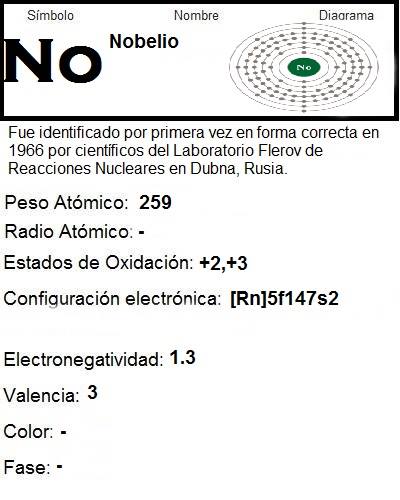 Símbolo Nombre Diagrama
No Nobelio No
Fue identificado por primera vez en forma correcta en
1966 por científicos del Laboratorio Flerov de
Reacciones Nucleares en Dubna, Rusia.
Peso Atómico: 259
Radio Atómico: -
Estados de Oxidación: +2,+3
Configuración electrónica: [Rn]5f147s2
Electronegatividad: 1.3
Valencia: 3
Color: -
Fase: -